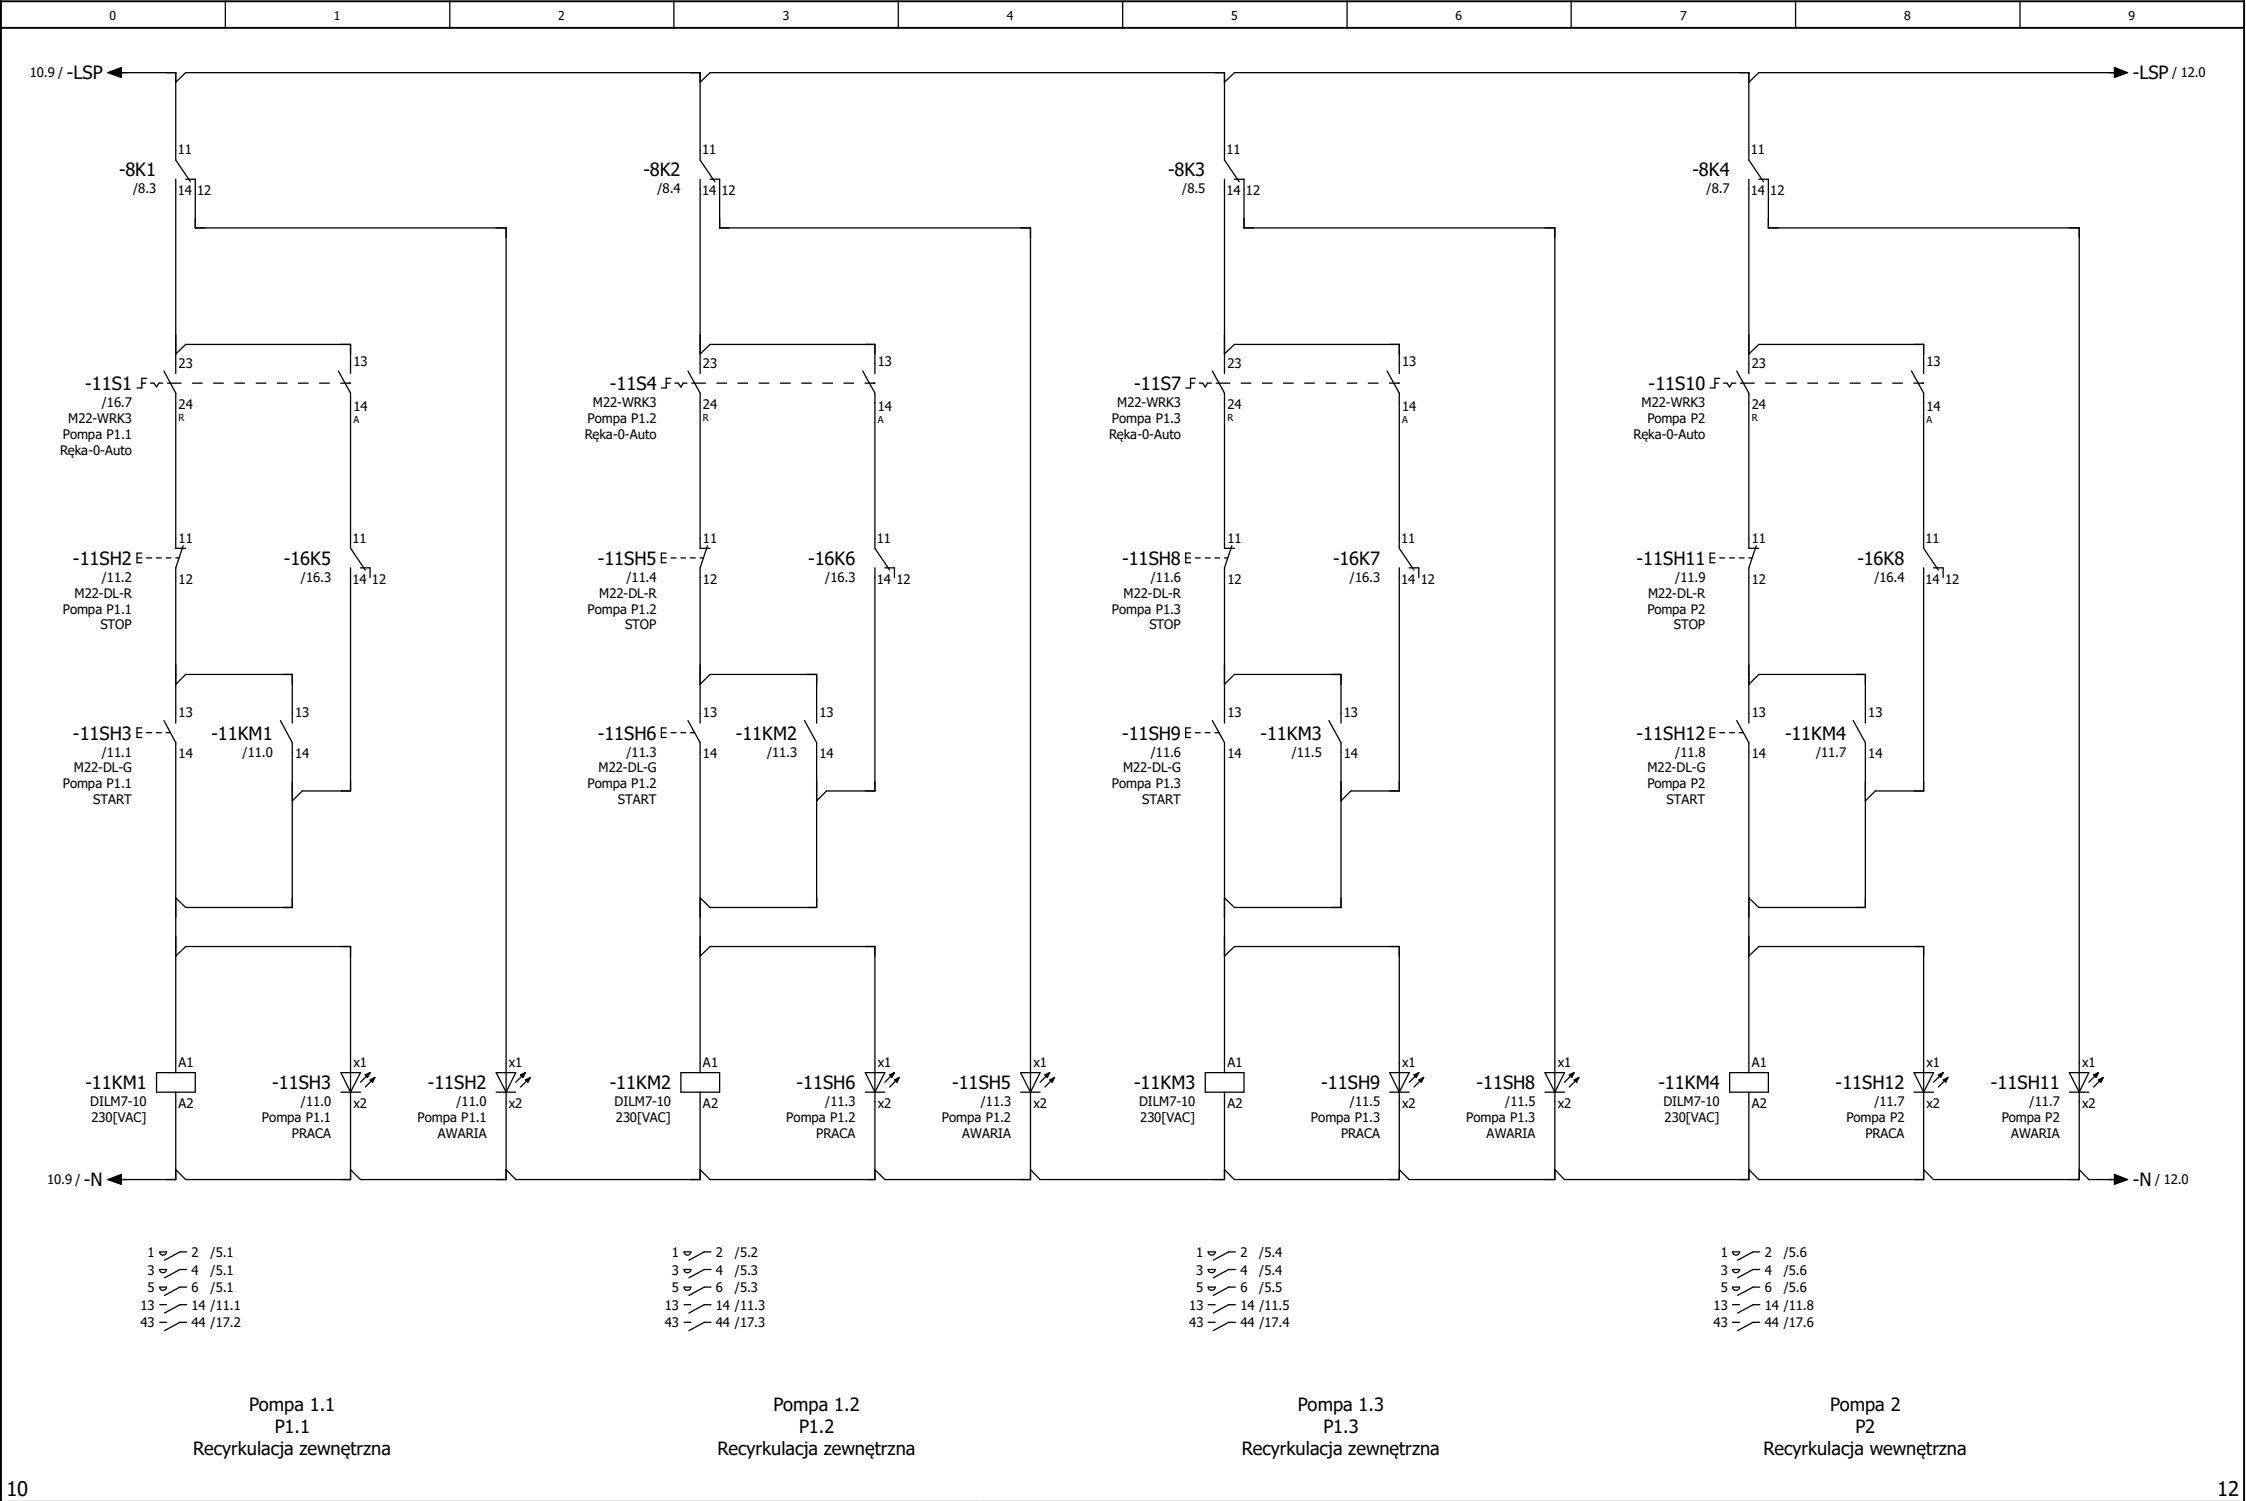 0 1 2 3 4 5 6 7 8 9
10.9 / -LSP
-LSP / 12.0
-8K1
/8.3
11
14 12
-8K2
/8.4
11
14 12
-8K3
/8.5
11
14 12
-8K4
/8.7
11
14 12
-11S1
/16.7
M22-WRK3
Pompa P1.1
Ręka-0-Auto
23
24
R
13
14
A
-11S4
M22-WRK3
Pompa P1.2
Ręka-0-Auto
23
24
R
13
14
A
-11S7
M22-WRK3
Pompa P1.3
Ręka-0-Auto
23
24
R
13
14
A
-11S10
M22-WRK3
Pompa P2
Ręka-0-Auto
23
24
R
13
14
A
-11SH2 E
/11.2
M22-DL-R
Pompa P1.1
STOP
11
12
-16K5
/16.3
11
14 12
-11SH5 E
/11.4
M22-DL-R
Pompa P1.2
STOP
11
12
-16K6
/16.3
11
14 12
-11SH8 E
/11.6
M22-DL-R
Pompa P1.3
STOP
11
12
-16K7
/16.3
11
14 12
-11SH11 E
/11.9
M22-DL-R
Pompa P2
STOP
11
12
-16K8
/16.4
11
14 12
-11SH3 E
/11.1
M22-DL-G
Pompa P1.1
START
13
14
-11KM1
/11.0
13
14
-11SH6 E
/11.3
M22-DL-G
Pompa P1.2
START
13
14
-11KM2
/11.3
13
14
-11SH9 E
/11.6
M22-DL-G
Pompa P1.3
START
13
14
-11KM3
/11.5
13
14
-11SH12 E
/11.8
M22-DL-G
Pompa P2
START
13
14
-11KM4
/11.7
13
14
-11KM1
DILM7-10
230[VAC]
A1
A2
-11SH3
/11.0
Pompa P1.1
PRACA
x1
x2
-11SH2
/11.0
Pompa P1.1
AWARIA
x1
x2
-11KM2
DILM7-10
230[VAC]
A1
A2
-11SH6
/11.3
Pompa P1.2
PRACA
x1
x2
-11SH5
/11.3
Pompa P1.2
AWARIA
x1
x2
-11KM3
DILM7-10
230[VAC]
A1
A2
-11SH9
/11.5
Pompa P1.3
PRACA
x1
x2
-11SH8
/11.5
Pompa P1.3
AWARIA
x1
x2
-11KM4
DILM7-10
230[VAC]
A1
A2
-11SH12
/11.7
Pompa P2
PRACA
x1
x2
-11SH11
/11.7
Pompa P2
AWARIA
x1
x2
10.9 / -N
-N / 12.0
1 2 /5.1
3 4 /5.1
5 6 /5.1
13 14 /11.1
43 44 /17.2
1 2 /5.2
3 4 /5.3
5 6 /5.3
13 14 /11.3
43 44 /17.3
1 2 /5.4
3 4 /5.4
5 6 /5.5
13 14 /11.5
43 44 /17.4
1 2 /5.6
3 4 /5.6
5 6 /5.6
13 14 /11.8
43 44 /17.6
Pompa 1.1
P1.1
Recyrkulacja zewnętrzna
Pompa 1.2
P1.2
Recyrkulacja zewnętrzna
Pompa 1.3
P1.3
Recyrkulacja zewnętrzna
Pompa 2
P2
Recyrkulacja wewnętrzna
10
12